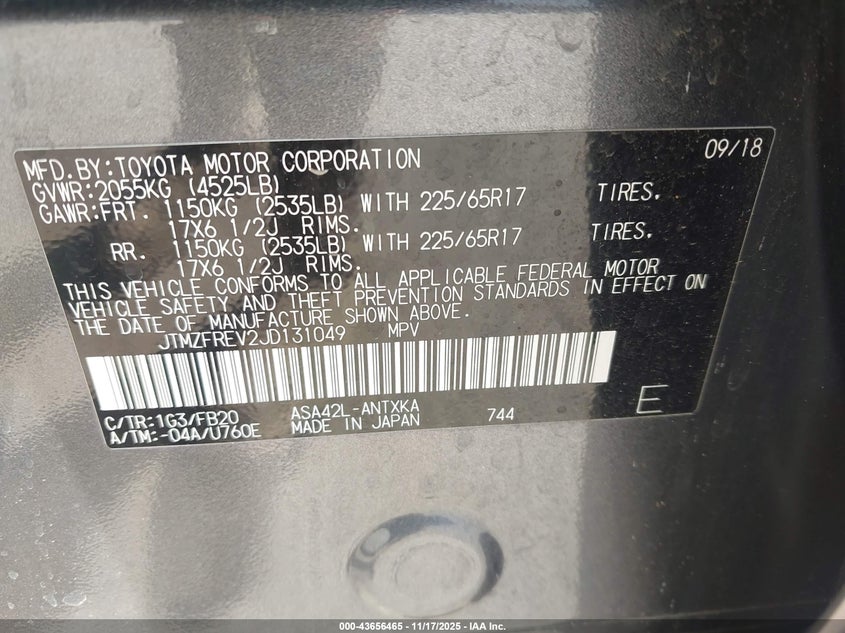 MFD.BY:TOYOTA MOTOR CORPORATION 09/18
GVWR:2055KG (4525LB)
GAWR:FRT. 1150KG (2535LB) WITH 225/65R17 TIRES.
17X6 1/2J RIMS.
RR. 1150KG (2535LB) WITH 225/65R17 TIRES.
17X6 1/2J RIMS.
THIS VEHICLE CONFORMS TO ALL APPLICABLE FEDERAL MOTOR
VEHICLE SAFETY AND THEFT PREVENTION STANDARDS IN EFFECT ON
THE DATE OF MANUFACTURE SHOWN ABOVE.
JTMZFREV2JD131049 MPV
C/TR:1G3/FB20 ASA42L-ANTXKA 744 E
A/TM:-04A/U760E MADE IN JAPAN
000-43656465 - 11/17/2025 - IAA Inc.